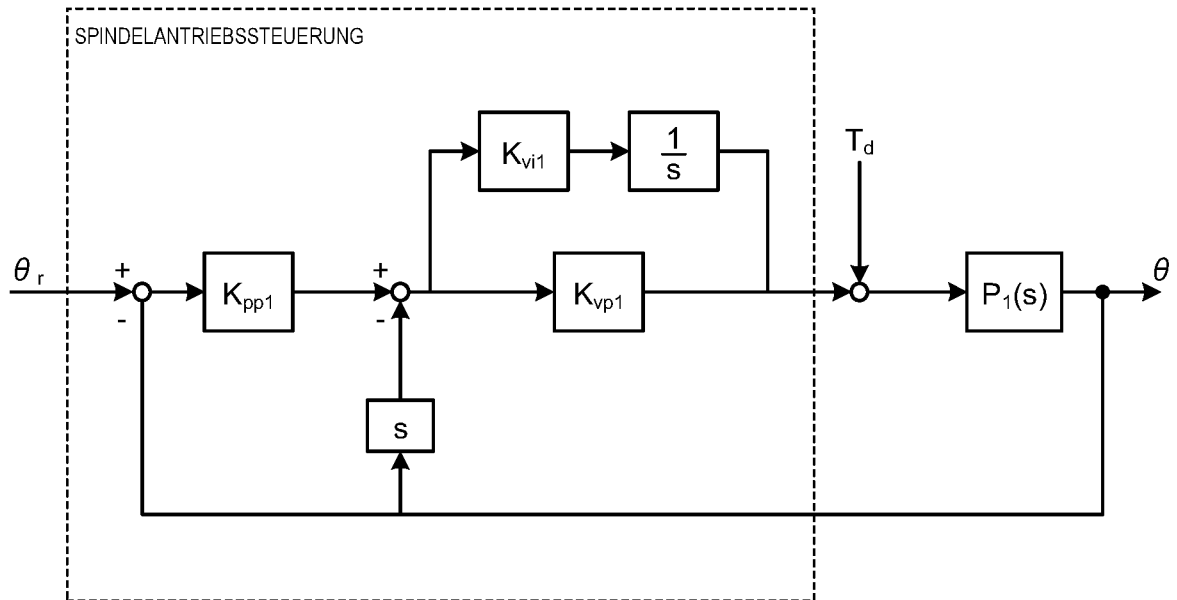 SPINDELANTRIEBSSTEUERUNG
K_vi1
1/s
T_d
θ_r
+
-
K_pp1
+
-
K_vp1
P_1(s)
θ
s